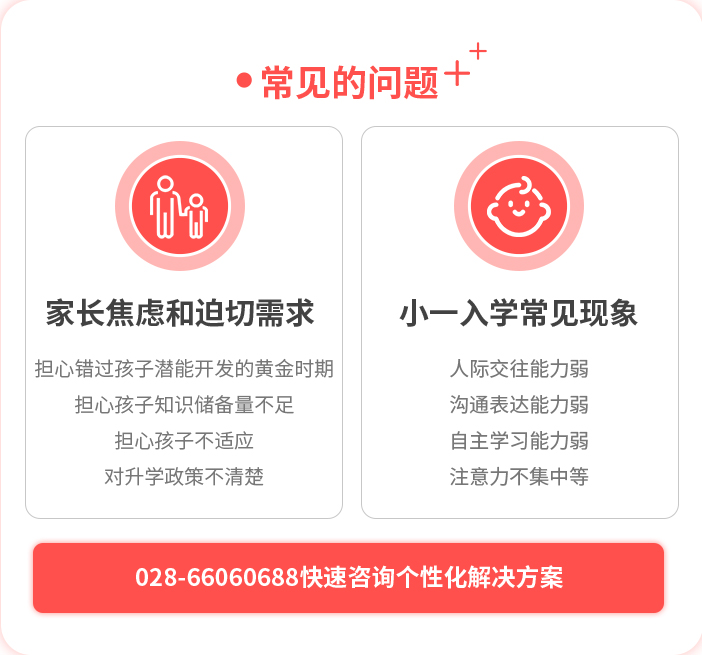 常见的问题
家长焦虑和迫切需求
担心错过孩子潜能开发的黄金时期
担心孩子知识储备量不足
担心孩子不适应
对升学政策不清楚
小一入学常见现象
人际交往能力弱
沟通表达能力弱
自主学习能力弱
注意力不集中等
028-66060688快速咨询个性化解决方案